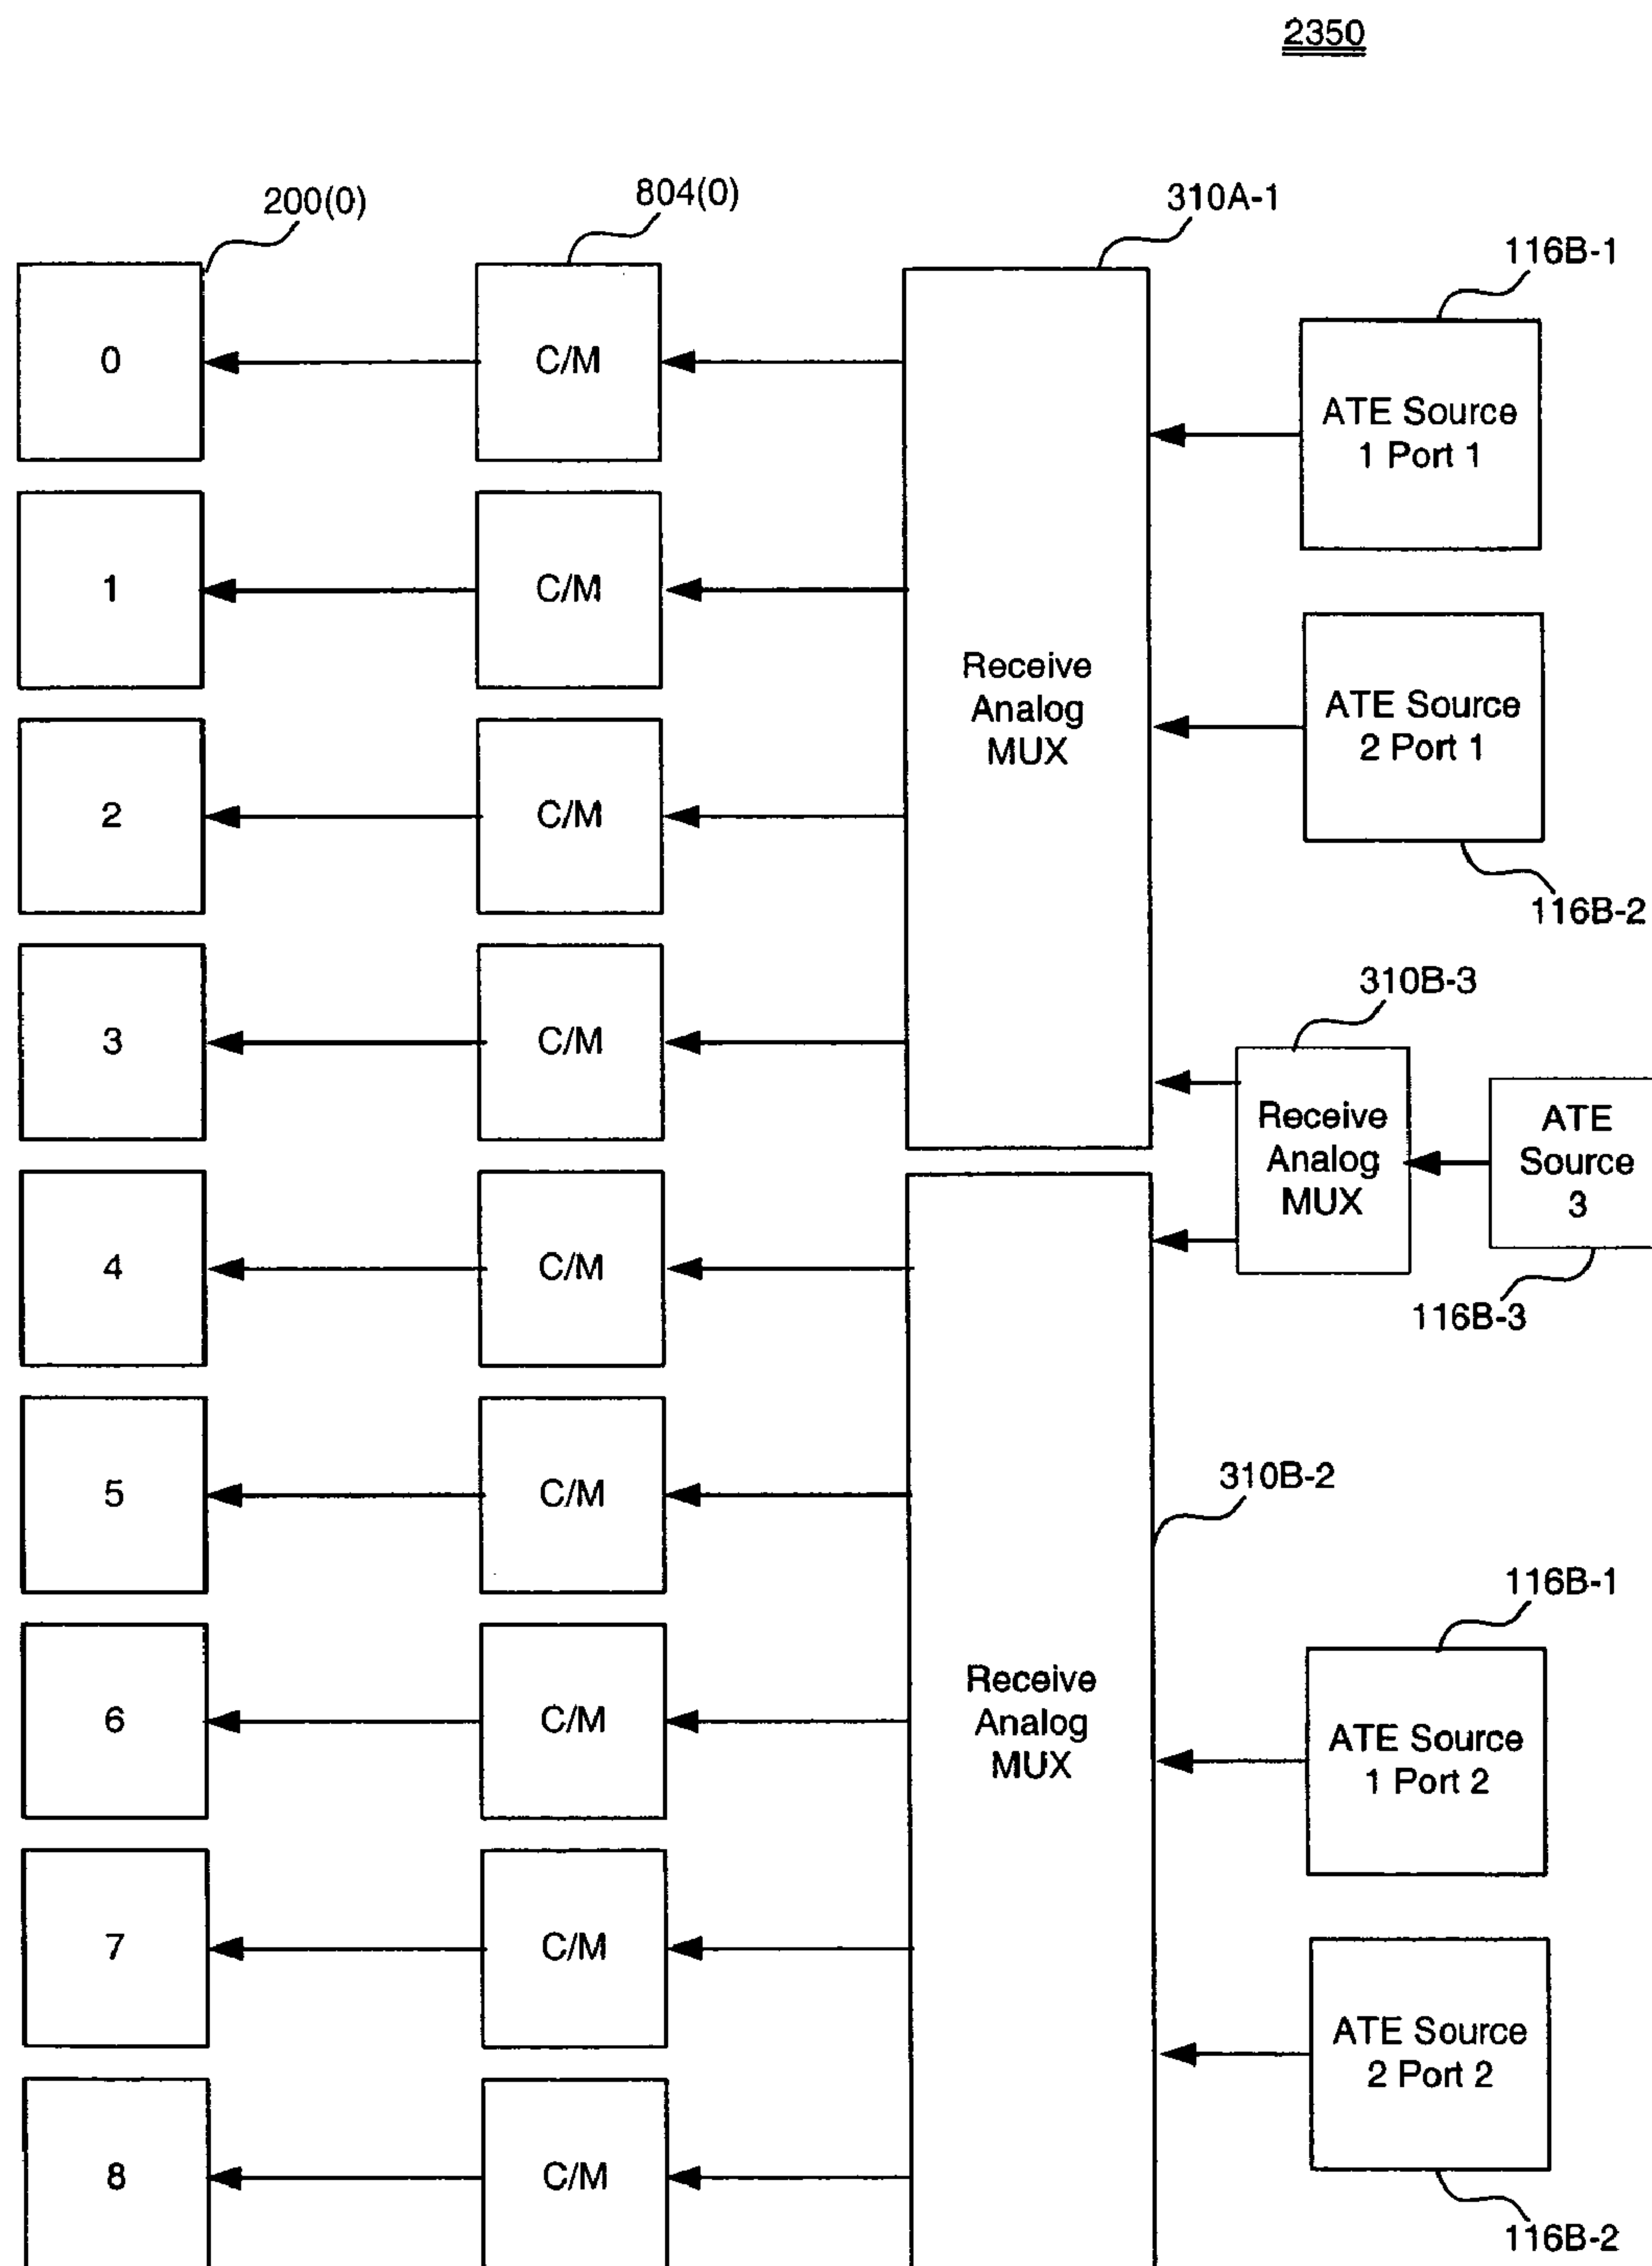 2350
200(0)
804(0)
310A-1
116B-1
0
C/M
ATE Source
1 Port 1
1
C/M
Receive
Analog
MUX
ATE Source
2 Port 1
2
C/M
116B-2
310B-3
3
C/M
Receive
Analog
MUX
ATE
Source
3
116B-3
4
C/M
5
C/M
310B-2
116B-1
6
C/M
Receive
Analog
MUX
ATE Source
1 Port 2
7
C/M
ATE Source
2 Port 2
8
C/M
116B-2